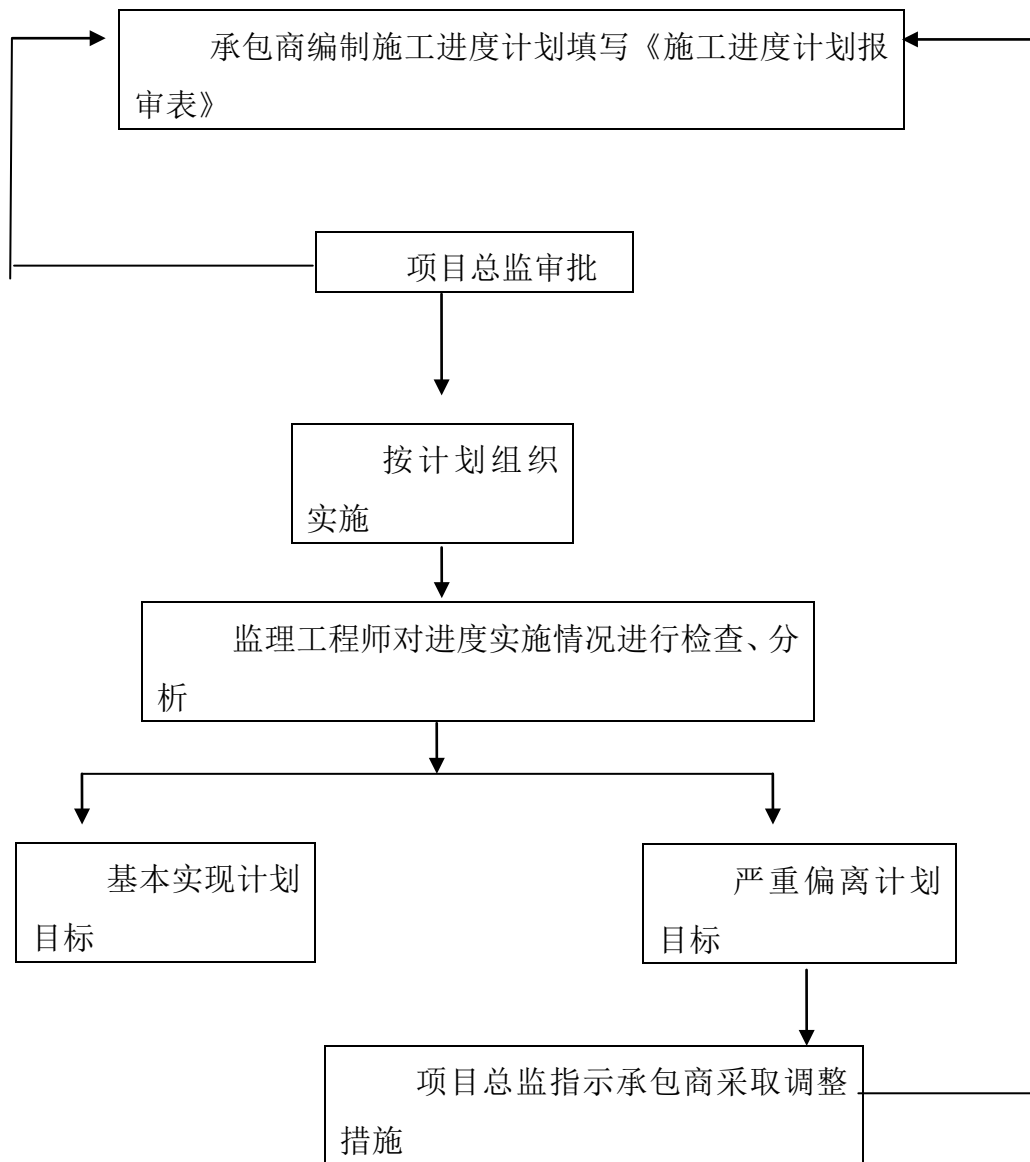 承包商编制施工进度计划填写《施工进度计划报
审表》
项目总监审批
按计划组织
实施
监理工程师对进度实施情况进行检查、分
析
基本实现计划
目标
严重偏离计划
目标
项目总监指示承包商采取调整
措施